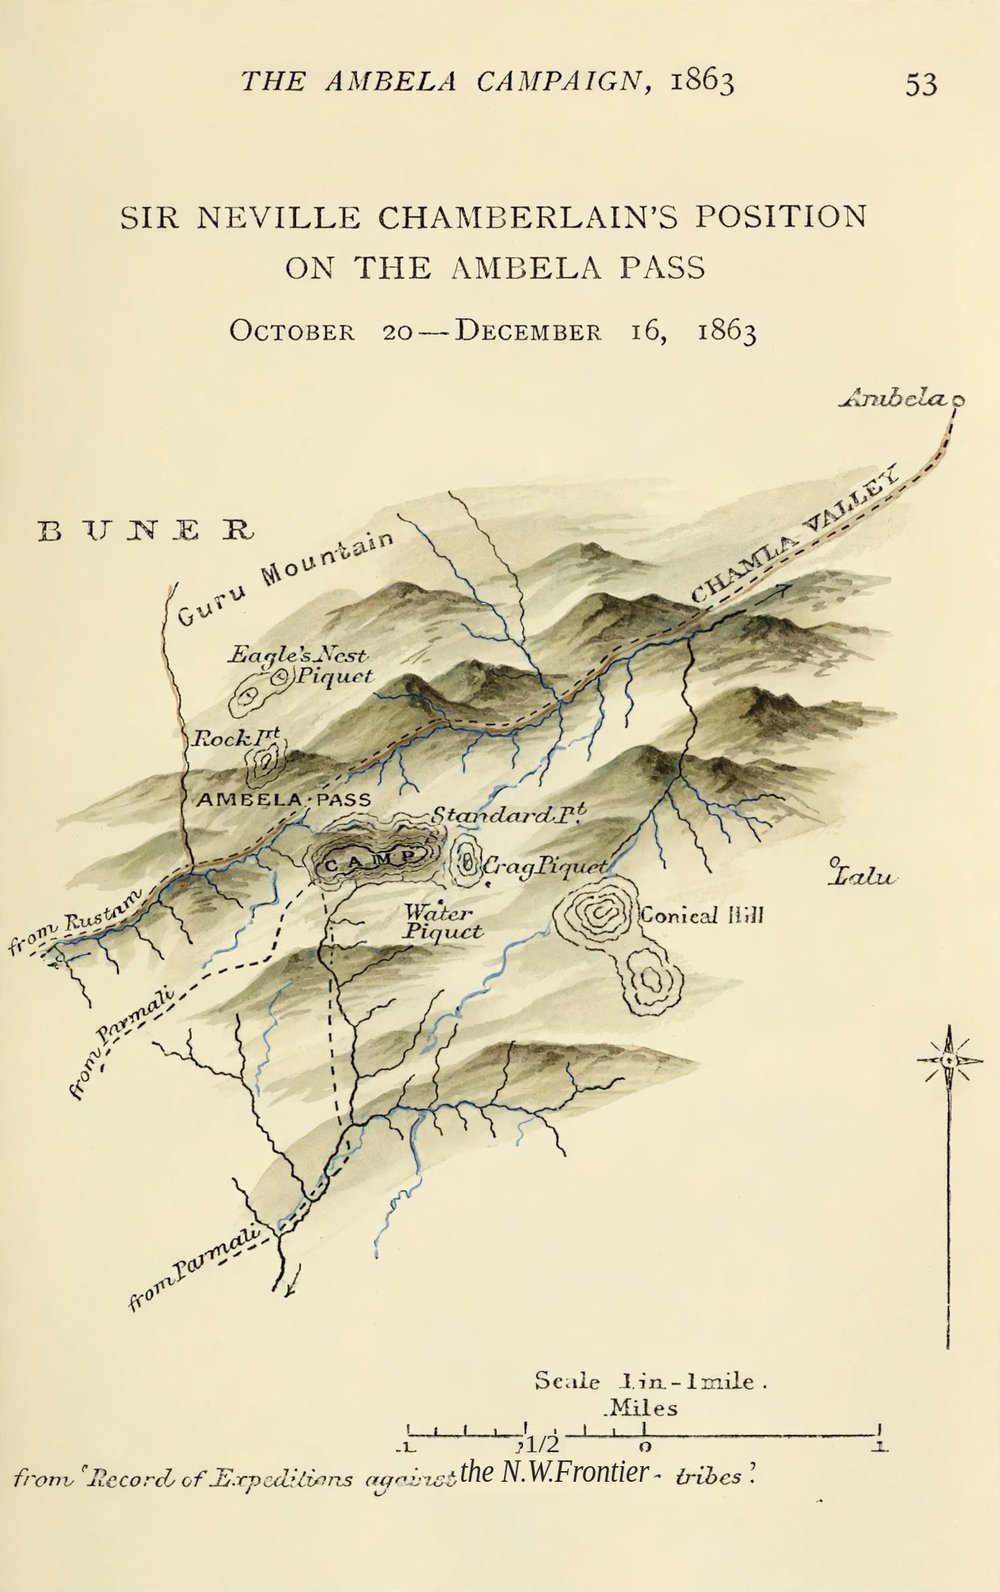 THE AMBELA CAMPAIGN, 1863
53
SIR NEVILLE CHAMBERLAIN'S POSITION
ON THE AMBELA PASS
OCTOBER 20—DECEMBER 16, 1863
Ambela
CHAMLA VALLEY
BUNER
Guru Mountain
Eagle's Nest
Piquet
Rock Pt
AMBELA PASS
Standard Pt.
CAMP
Crag Piquet
Lalu
Water
Piquet
Conical Hill
from Rustam
from Parmali
from Parmali
Scale 1.in-1mile.
Miles
1 1/2 0 1
from 'Record of Expeditions against the N.W.Frontier- tribes'.